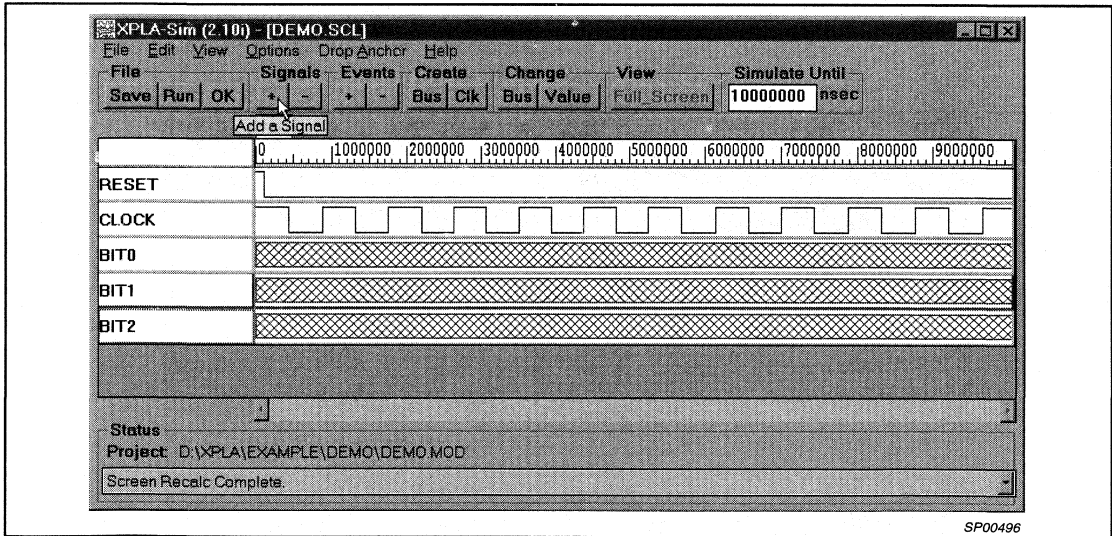 XPLA-Sim (2.10i) - [DEMO.SCL]
File Edit View Options Drop Anchor Help
File Signals Events Create Change View Simulate Until
Save Run OK + - + - Bus Clk Bus Value Full_Screen 10000000 nsec
Add a Signal
0 1000000 2000000 3000000 4000000 5000000 6000000 7000000 8000000 9000000
RESET
CLOCK
BIT0
BIT1
BIT2
Status
Project: D:\XPLA\EXAMPLE\DEMO\DEMO.MOD
Screen Recalc Complete.
SP00496